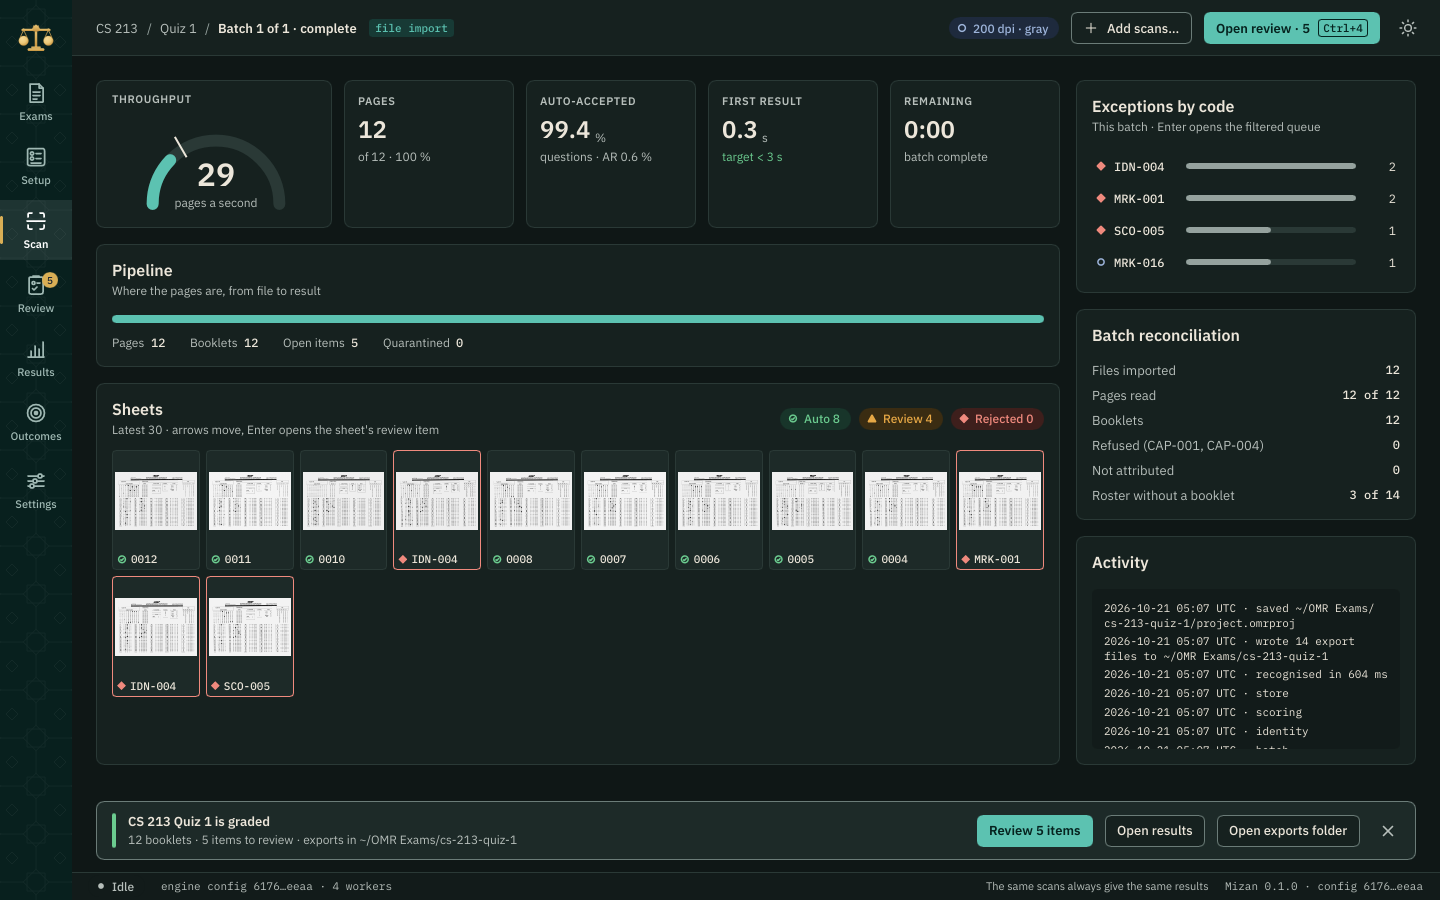 CS 213 / Quiz 1 / Batch 1 of 1 · complete file import
200 dpi · gray
Add scans...
Open review · 5 Ctrl+4
Exams
Setup
Scan
5
Review
Results
Outcomes
Settings
THROUGHPUT
29
pages a second
PAGES
12
of 12 · 100 %
AUTO-ACCEPTED
99.4 %
questions · AR 0.6 %
FIRST RESULT
0.3 s
target < 3 s
REMAINING
0:00
batch complete
Pipeline
Where the pages are, from file to result
Pages 12 Booklets 12 Open items 5 Quarantined 0
Sheets
Latest 30 · arrows move, Enter opens the sheet's review item
Auto 8 Review 4 Rejected 0
0012 0011 0010 IDN-004 0008 0007 0006 0005 0004 MRK-001
IDN-004 SCO-005
Exceptions by code
This batch · Enter opens the filtered queue
IDN-004 2
MRK-001 2
SCO-005 1
MRK-016 1
Batch reconciliation
Files imported 12
Pages read 12 of 12
Booklets 12
Refused (CAP-001, CAP-004) 0
Not attributed 0
Roster without a booklet 3 of 14
Activity
2026-10-21 05:07 UTC · saved ~/OMR Exams/
cs-213-quiz-1/project.omrproj
2026-10-21 05:07 UTC · wrote 14 export
files to ~/OMR Exams/cs-213-quiz-1
2026-10-21 05:07 UTC · recognised in 604 ms
2026-10-21 05:07 UTC · store
2026-10-21 05:07 UTC · scoring
2026-10-21 05:07 UTC · identity
CS 213 Quiz 1 is graded
12 booklets · 5 items to review · exports in ~/OMR Exams/cs-213-quiz-1
Review 5 items
Open results
Open exports folder
Idle engine config 6176…eeaa · 4 workers
The same scans always give the same results Mizan 0.1.0 · config 6176…eeaa